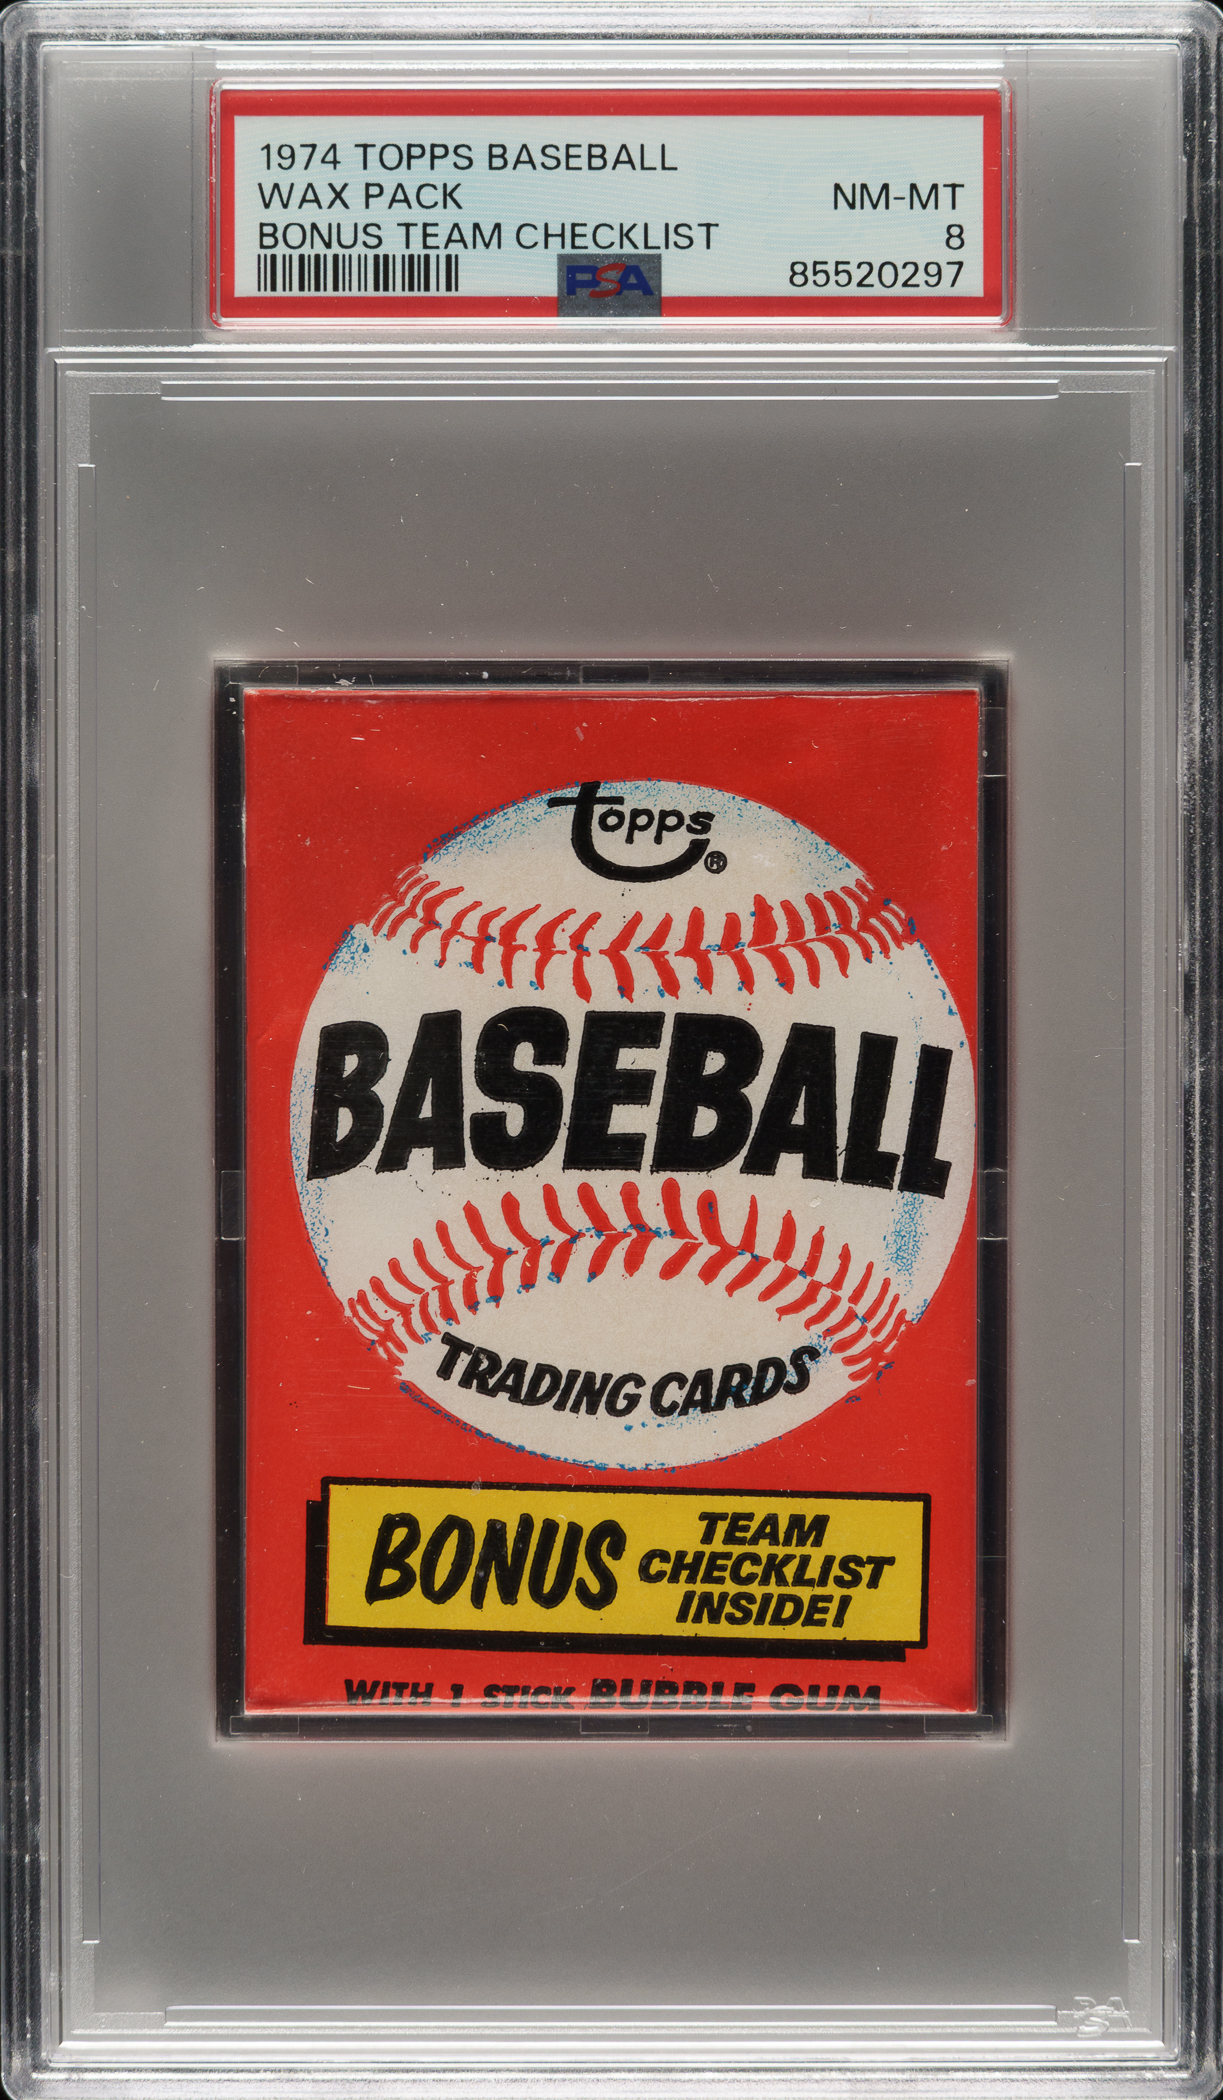 1974 TOPPS BASEBALL
WAX PACK NM-MT
BONUS TEAM CHECKLIST 8
PSA 85520297
topps®
BASEBALL
TRADING CARDS
BONUS TEAM
CHECKLIST
INSIDE!
WITH 1 STICK BUBBLE GUM
PSA